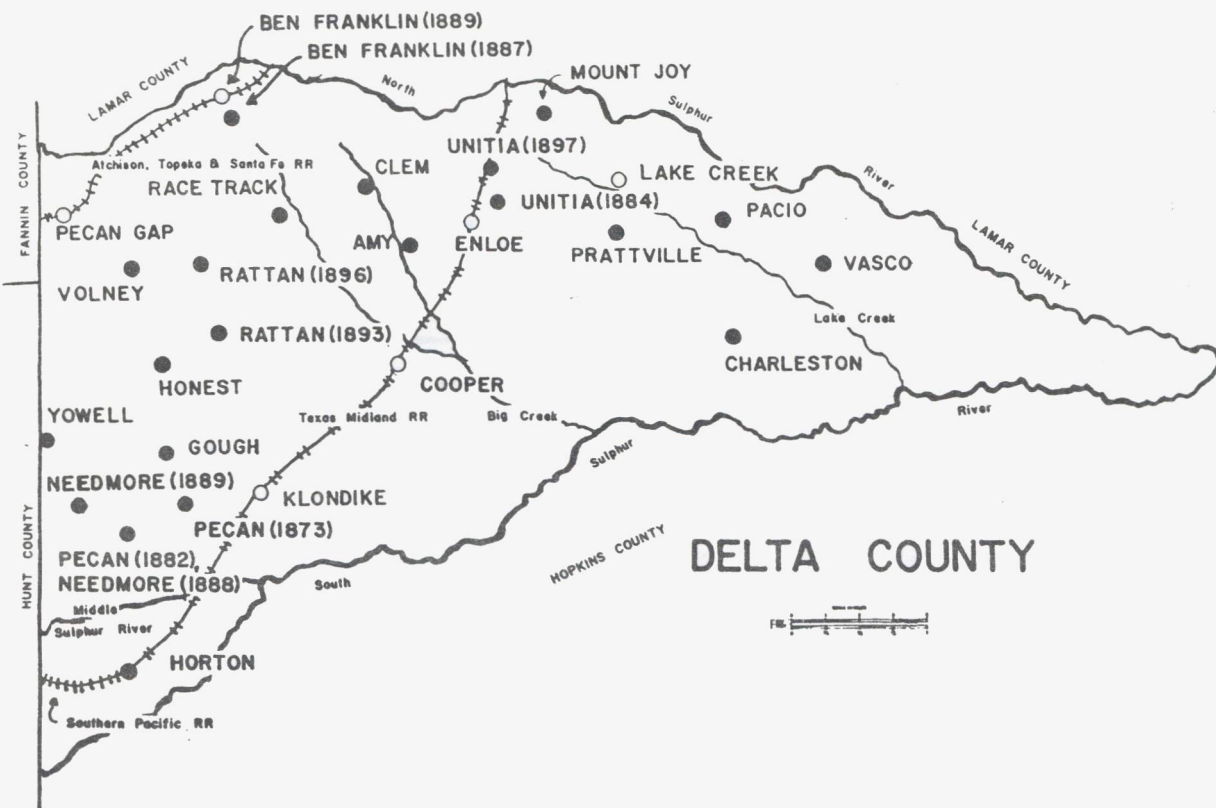 BEN FRANKLIN (1889)
BEN FRANKLIN (1887)
LAMAR COUNTY
North
MOUNT JOY
Sulphur
FANNIN COUNTY
Atchison, Topeka & Santa Fe RR
CLEM
UNITIA (1897)
LAKE CREEK
River
RACE TRACK
UNITIA (1884)
PACIO
PECAN GAP
AMY
ENLOE
PRATTVILLE
LAMAR COUNTY
VOLNEY
RATTAN (1896)
VASCO
RATTAN (1893)
Lake Creek
HONEST
COOPER
CHARLESTON
YOWELL
Texas Midland RR
Big Creek
River
GOUGH
Sulphur
NEEDMORE (1889)
KLONDIKE
PECAN (1873)
HUNT COUNTY
PECAN (1882)
NEEDMORE (1888)
South
HOPKINS COUNTY
DELTA COUNTY
Middle
Sulphur River
HORTON
Southern Pacific RR